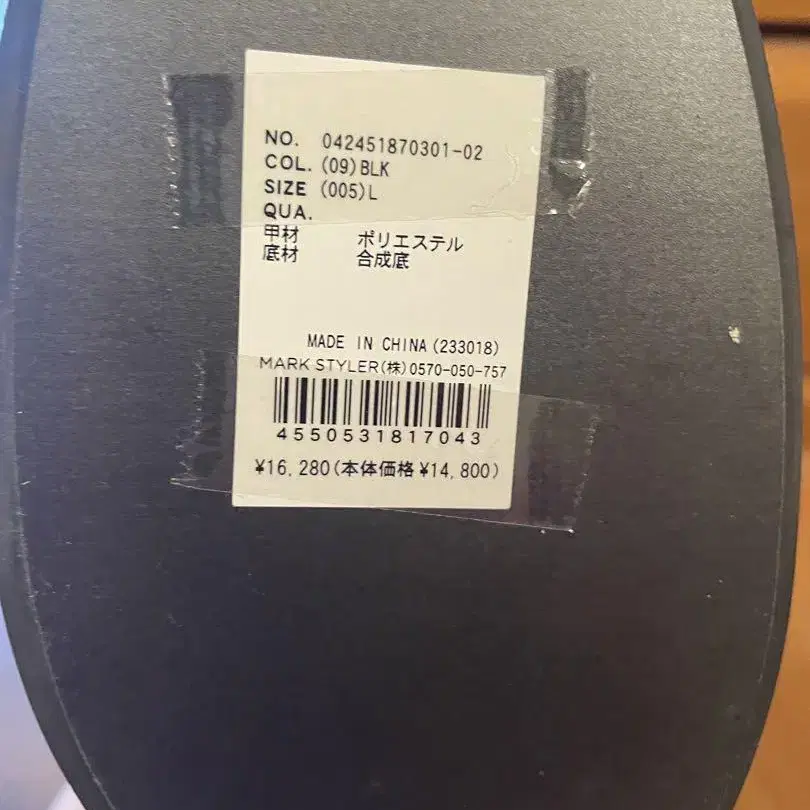 NO. 042451870301-02
COL. (09)BLK
SIZE (005)L
QUA.
甲材 ポリエステル
底材 合成底
MADE IN CHINA(233018)
MARK STYLER(株)0570-050-757
4550531817043
¥16,280(本体価格¥14,800)